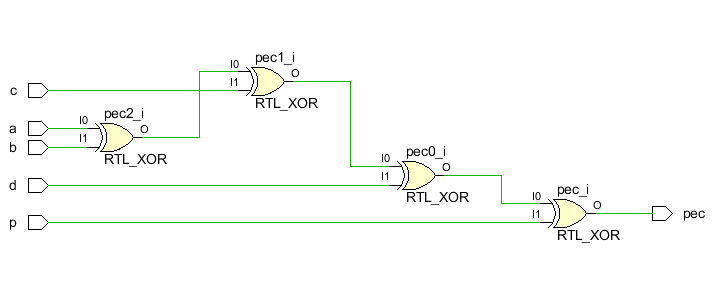 pec1_i
I0
O
I1
c
RTL_XOR
pec2_i
I0
a
O
I1
b
RTL_XOR
pec0_i
I0
O
I1
d
RTL_XOR
pec_i
I0
O
I1
pec
p
RTL_XOR